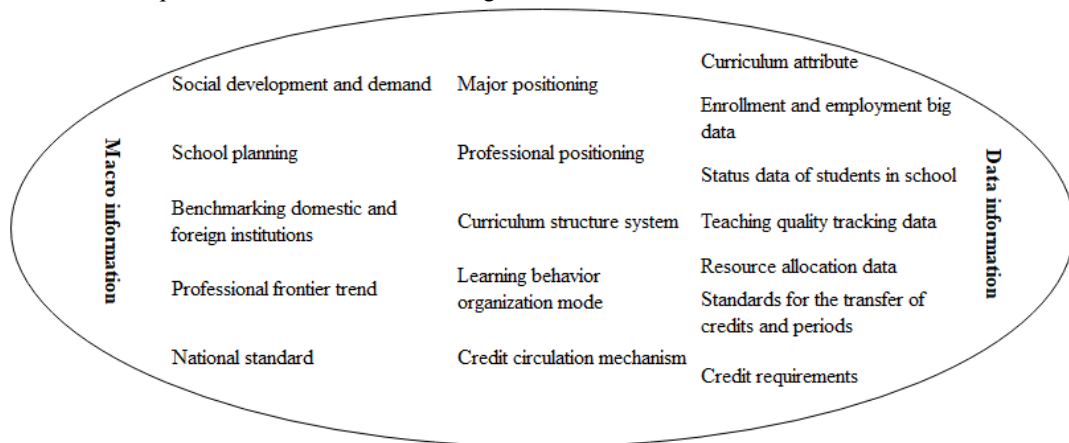 Macro information
Social development and demand
School planning
Benchmarking domestic and
foreign institutions
Professional frontier trend
National standard
Major positioning
Professional positioning
Curriculum structure system
Learning behavior
organization mode
Credit circulation mechanism
Curriculum attribute
Enrollment and employment big
data
Status data of students in school
Teaching quality tracking data
Resource allocation data
Standards for the transfer of
credits and periods
Credit requirements
Data information